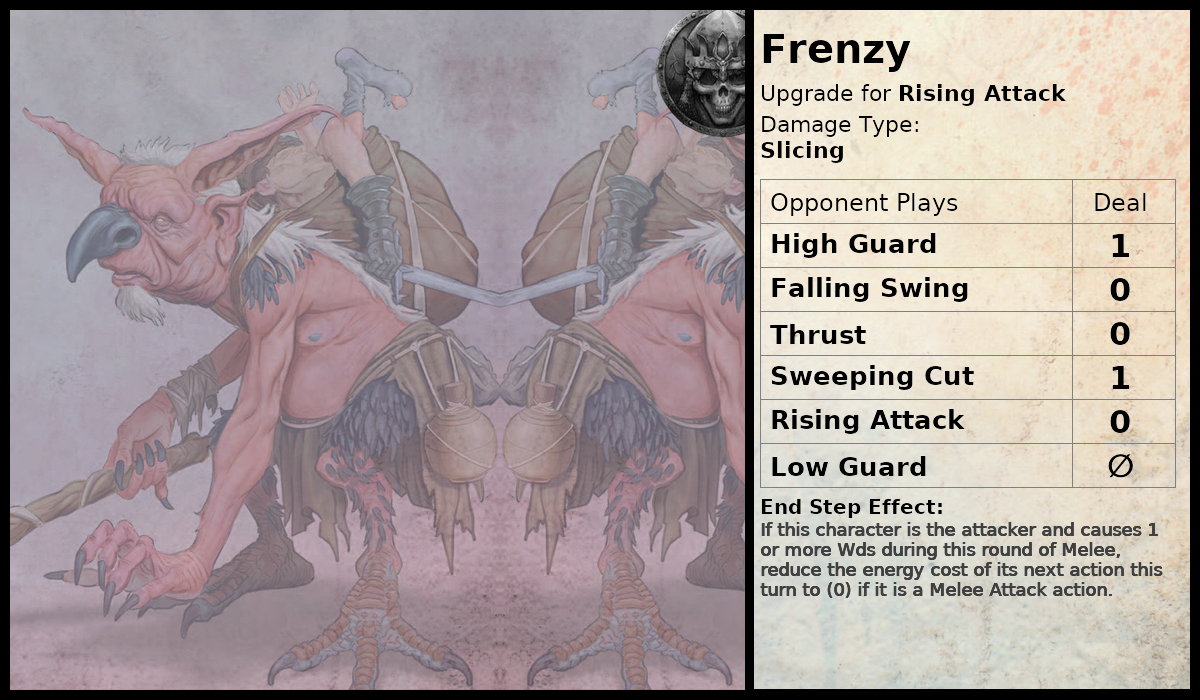 Frenzy
Upgrade for Rising Attack
Damage Type:
Slicing
Opponent Plays Deal
High Guard 1
Falling Swing 0
Thrust 0
Sweeping Cut 1
Rising Attack 0
Low Guard ∅
End Step Effect:
If this character is the attacker and causes 1
or more Wds during this round of Melee,
reduce the energy cost of its next action this
turn to (0) if it is a Melee Attack action.